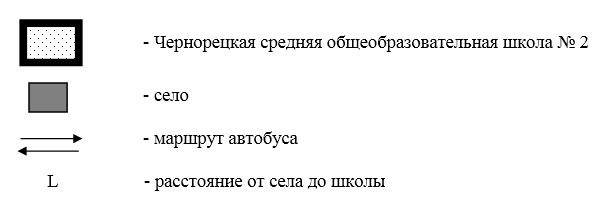 - Чернорецкая средняя общеобразовательная школа № 2
- село
- маршрут автобуса
L - расстояние от села до школы